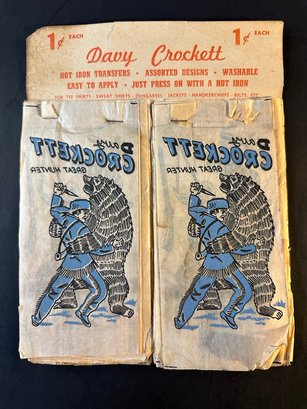 1¢ EACH
Davy Crockett
1¢ EACH
HOT IRON TRANSFERS • ASSORTED DESIGNS • WASHABLE
EASY TO APPLY • JUST PRESS ON WITH A HOT IRON
FOR TEE SHIRTS - SWEAT SHIRTS - DUNGAREES - JACKETS - HANDKERCHIEFS - BELTS, ETC.
Davy
CROCKETT
GREAT HUNTER
Davy
CROCKETT
GREAT HUNTER